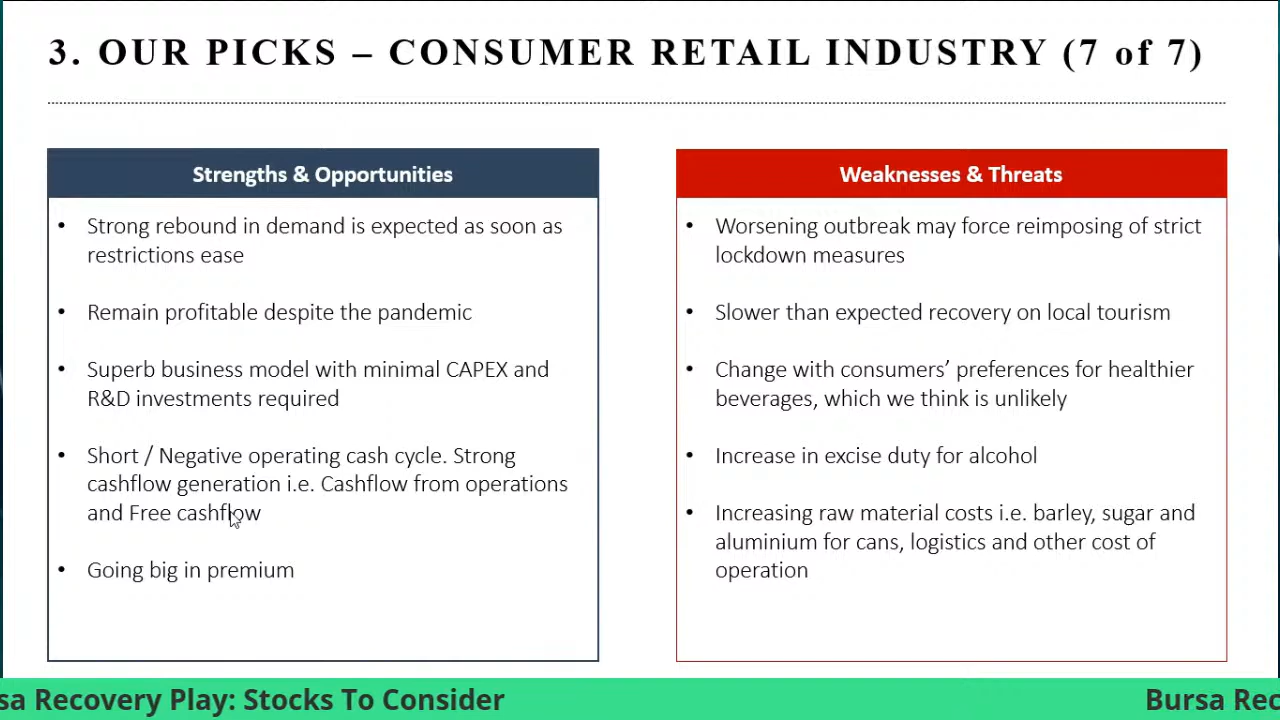 3. OUR PICKS – CONSUMER RETAIL INDUSTRY (7 of 7)
Strengths & Opportunities
• Strong rebound in demand is expected as soon as
restrictions ease
• Remain profitable despite the pandemic
• Superb business model with minimal CAPEX and
R&D investments required
• Short / Negative operating cash cycle. Strong
cashflow generation i.e. Cashflow from operations
and Free cashflow
• Going big in premium
Weaknesses & Threats
• Worsening outbreak may force reimposing of strict
lockdown measures
• Slower than expected recovery on local tourism
• Change with consumers’ preferences for healthier
beverages, which we think is unlikely
• Increase in excise duty for alcohol
• Increasing raw material costs i.e. barley, sugar and
aluminium for cans, logistics and other cost of
operation
sa Recovery Play: Stocks To Consider
Bursa Rec